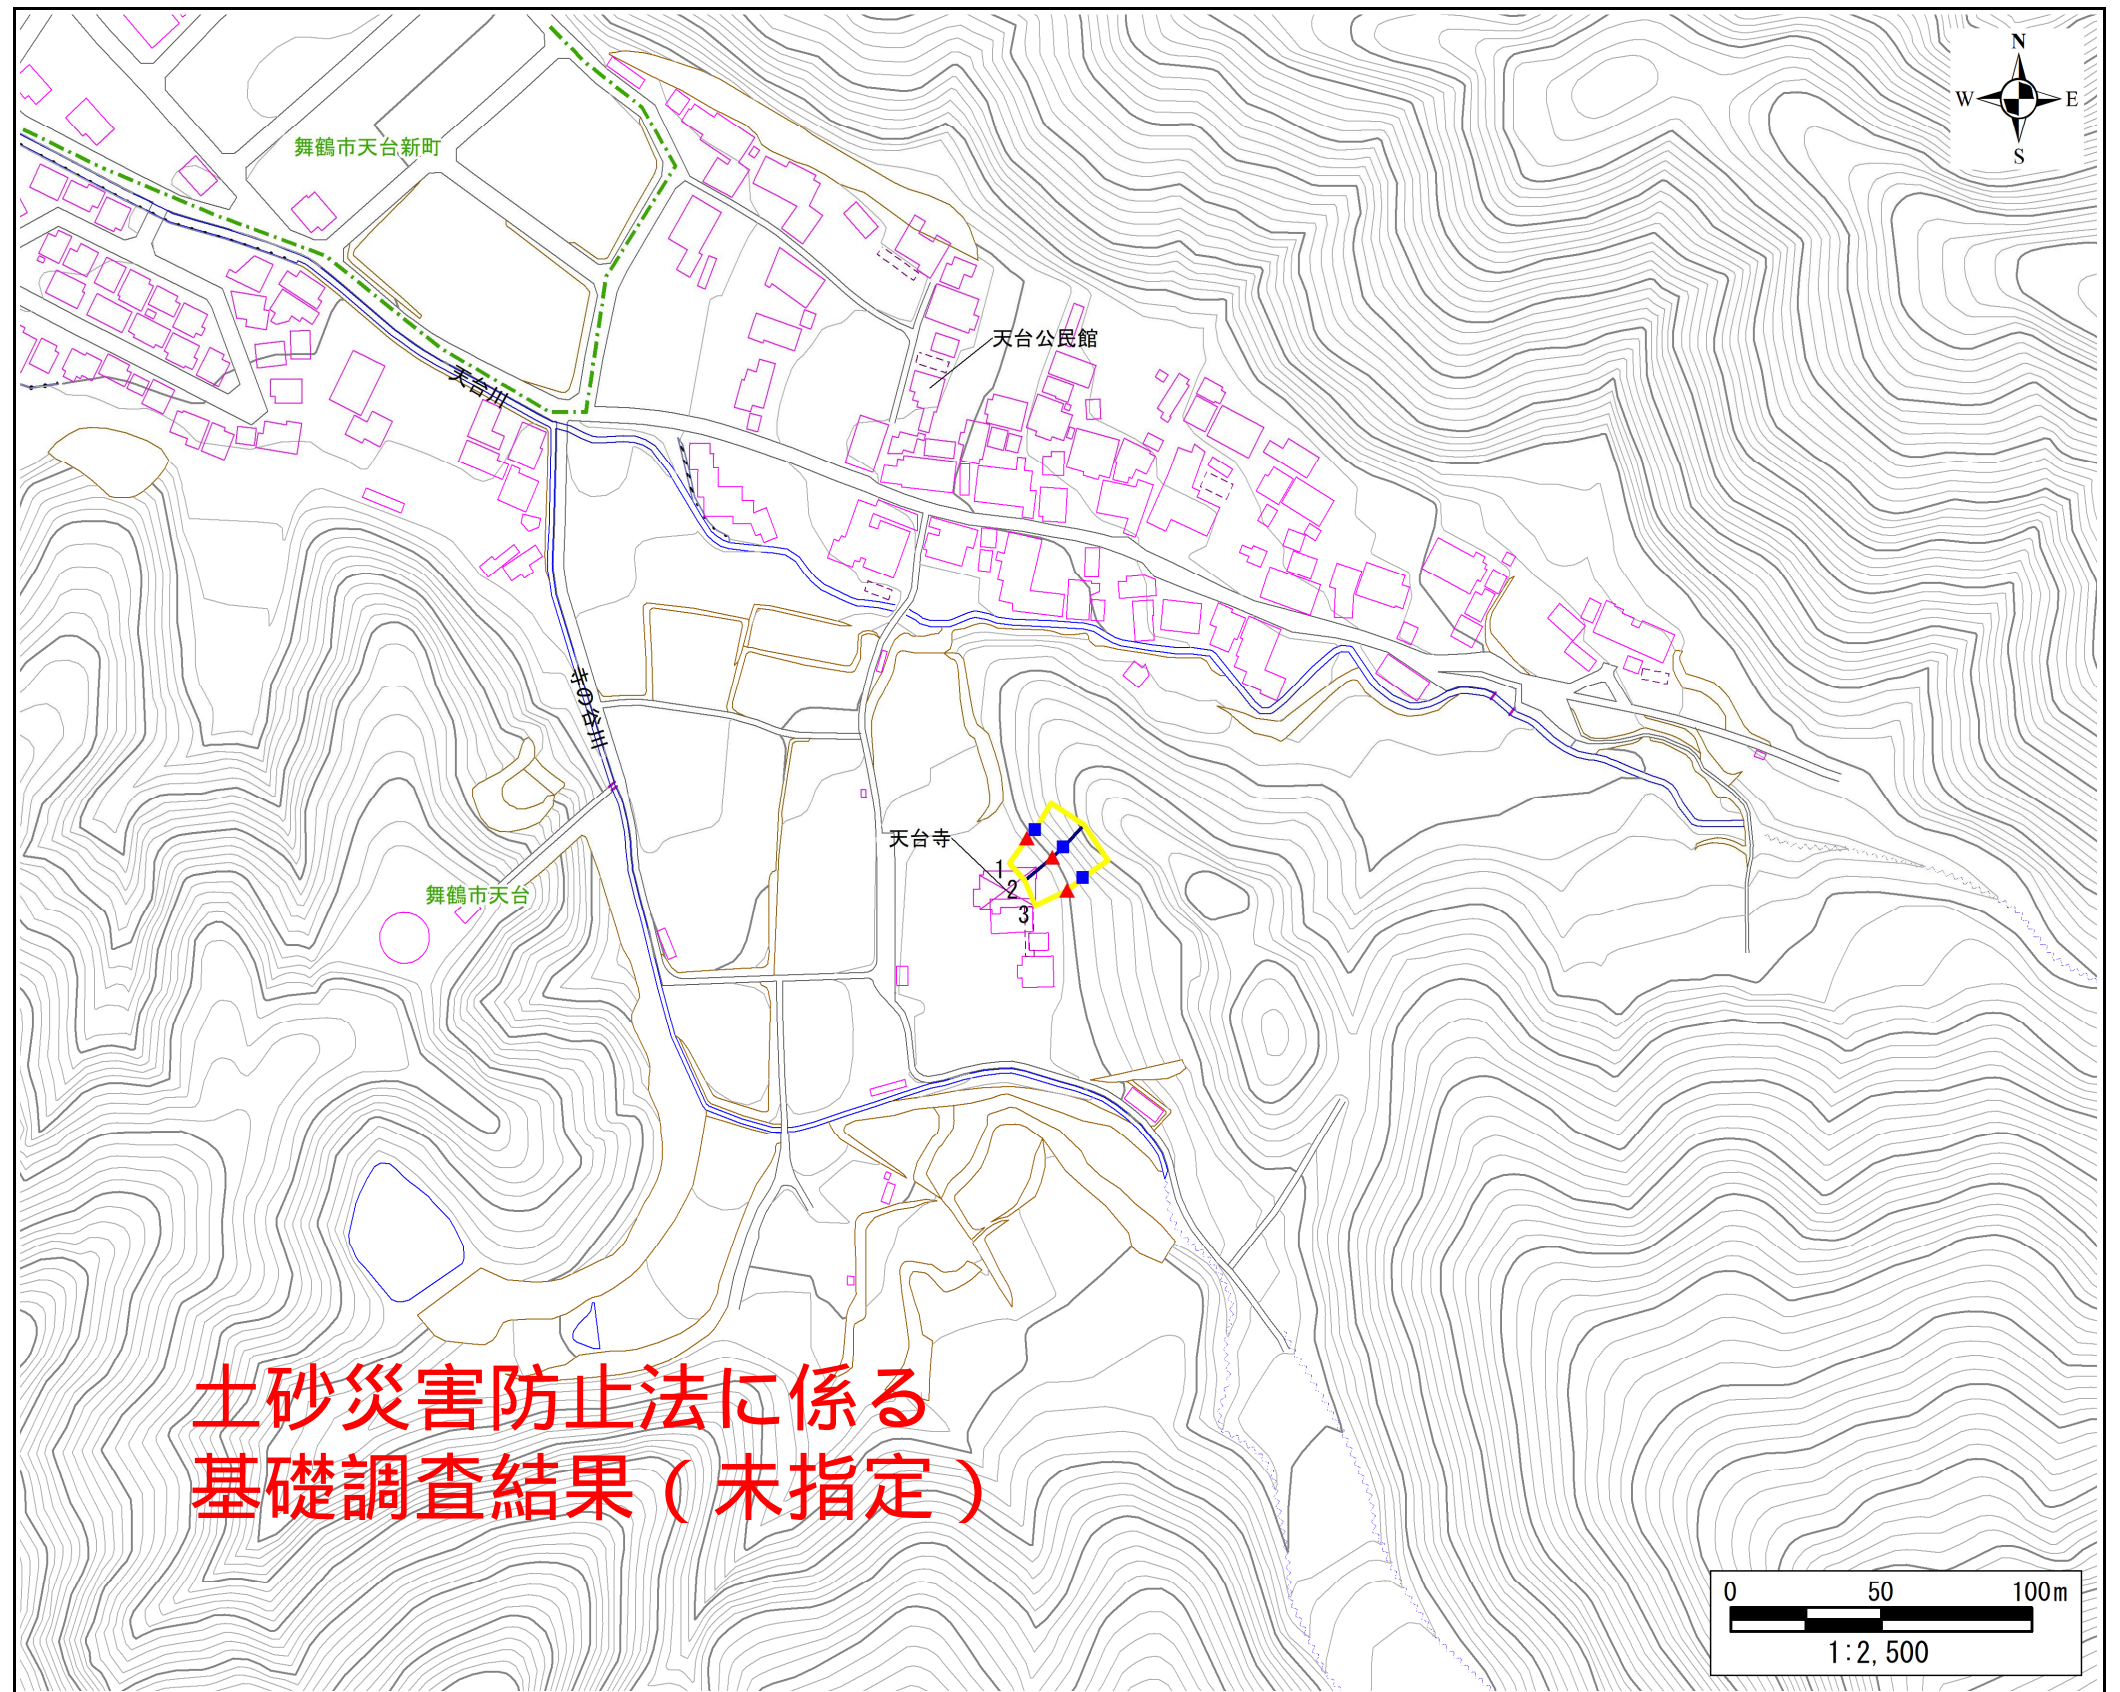 N
W E
S
舞鶴市天台新町
天台公民館
天台川
寺の谷川
天台寺
1
2
3
舞鶴市天台
土砂災害防止法に係る
基礎調査結果(未指定)
0 50 100m
1:2,500